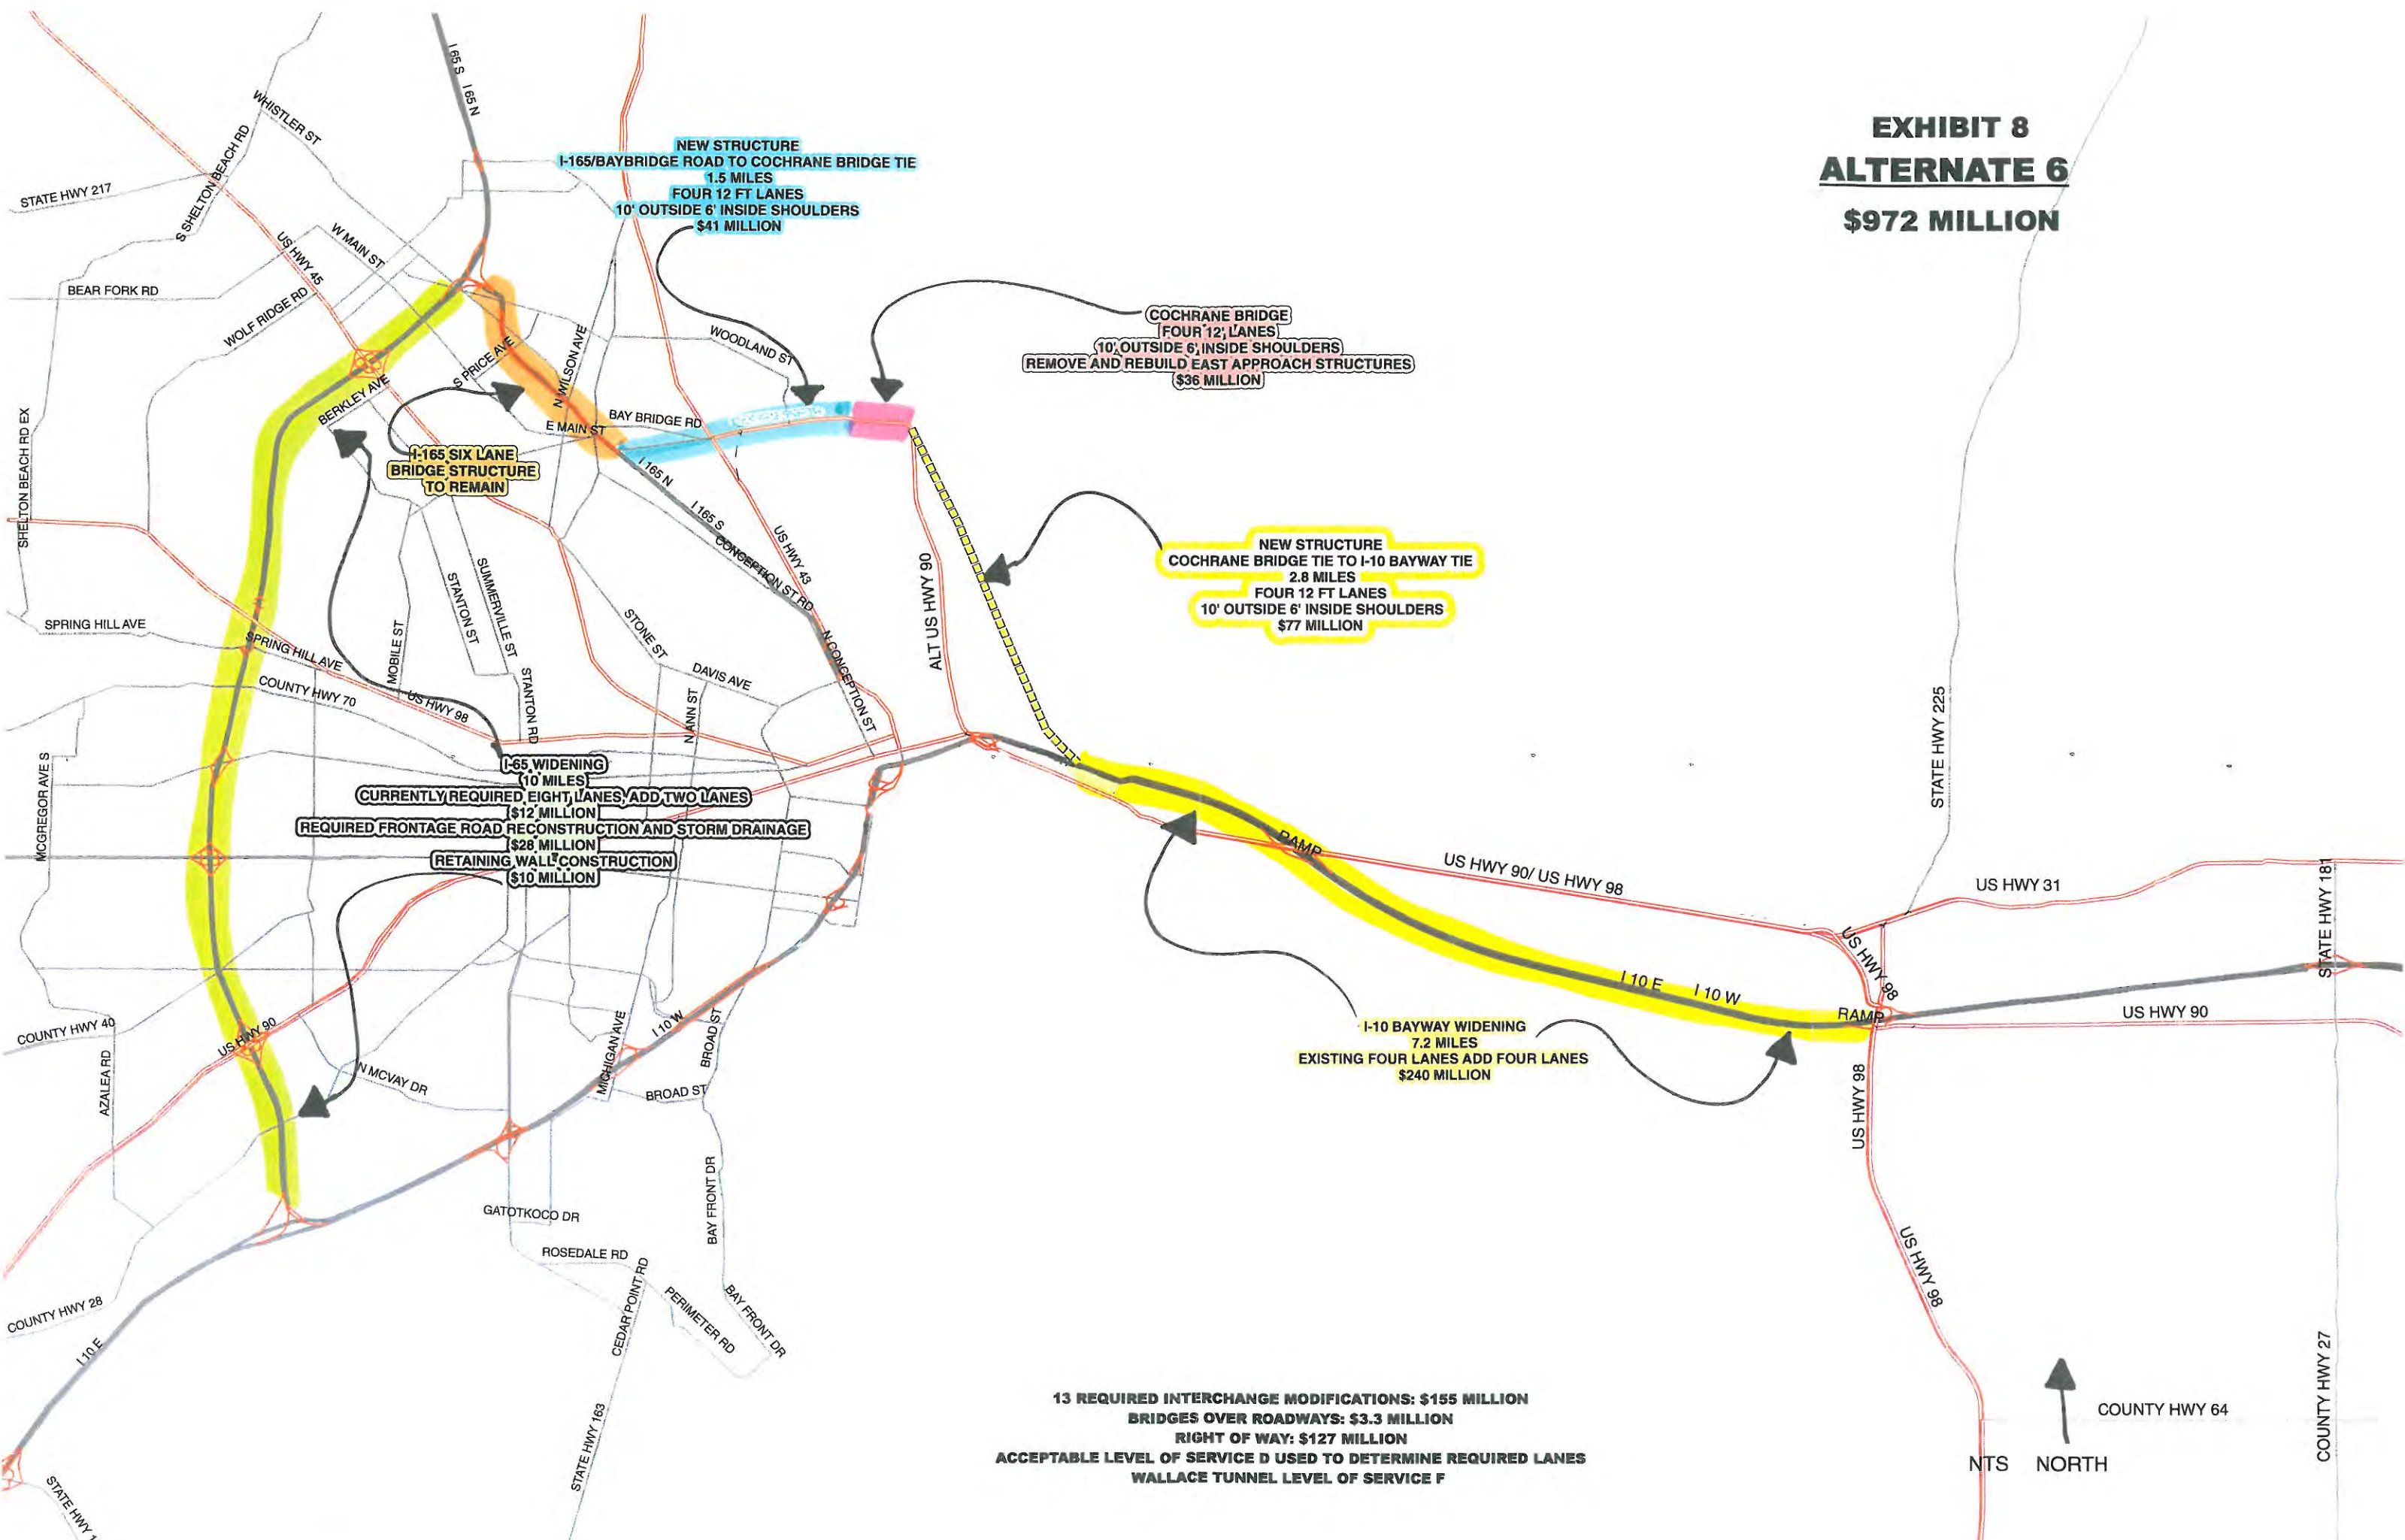 EXHIBIT 8
ALTERNATE 6
$972 MILLION
I 65 S
I 65 N
WHISTLER ST
S SHELTON BEACH RD
STATE HWY 217
US HWY 45
W MAIN ST
BEAR FORK RD
WOLF RIDGE RD
NEW STRUCTURE
I-165/BAYBRIDGE ROAD TO COCHRANE BRIDGE TIE
1.5 MILES
FOUR 12 FT LANES
10' OUTSIDE 6' INSIDE SHOULDERS
$41 MILLION
COCHRANE BRIDGE
FOUR 12' LANES
10' OUTSIDE 6' INSIDE SHOULDERS
REMOVE AND REBUILD EAST APPROACH STRUCTURES
$36 MILLION
WOODLAND ST
S PRICE AVE
N WILSON AVE
BERKLEY AVE
BAY BRIDGE RD
E MAIN ST
SHELTON BEACH RD EX
I-165 SIX LANE
BRIDGE STRUCTURE
TO REMAIN
I 165 N
I 165 S
CONCEPTION ST RD
US HWY 43
NEW STRUCTURE
COCHRANE BRIDGE TIE TO I-10 BAYWAY TIE
2.8 MILES
FOUR 12 FT LANES
10' OUTSIDE 6' INSIDE SHOULDERS
$77 MILLION
ALT US HWY 90
SUMMERVILLE ST
STANTON ST
MOBILE ST
STONE ST
N CONCEPTION ST
SPRING HILL AVE
SPRING HILL AVE
COUNTY HWY 70
US HWY 98
STANTON RD
DAVIS AVE
N ANN ST
STATE HWY 225
MCGREGOR AVE S
I-65 WIDENING
10 MILES
CURRENTLY REQUIRED EIGHT LANES, ADD TWO LANES
$12 MILLION
REQUIRED FRONTAGE ROAD RECONSTRUCTION AND STORM DRAINAGE
$28 MILLION
RETAINING WALL CONSTRUCTION
$10 MILLION
RAMP
US HWY 90/ US HWY 98
US HWY 31
STATE HWY 181
US HWY 98
I 10 E
I 10 W
RAMP
US HWY 90
I-10 BAYWAY WIDENING
7.2 MILES
EXISTING FOUR LANES ADD FOUR LANES
$240 MILLION
COUNTY HWY 40
US HWY 90
AZALEA RD
N MCVAY DR
MICHIGAN AVE
I 10 W
BROAD ST
BROAD ST
US HWY 98
BAY FRONT DR
GATOTKOCO DR
ROSEDALE RD
CEDAR POINT RD
PERIMETER RD
BAY FRONT DR
US HWY 98
COUNTY HWY 28
I 10 E
STATE HWY 163
COUNTY HWY 27
COUNTY HWY 64
NTS NORTH
13 REQUIRED INTERCHANGE MODIFICATIONS: $155 MILLION
BRIDGES OVER ROADWAYS: $3.3 MILLION
RIGHT OF WAY: $127 MILLION
ACCEPTABLE LEVEL OF SERVICE D USED TO DETERMINE REQUIRED LANES
WALLACE TUNNEL LEVEL OF SERVICE F
STATE HWY